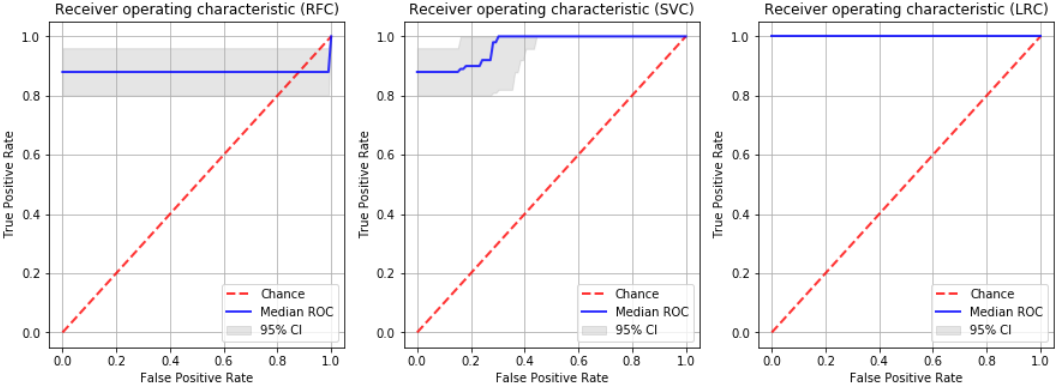 Receiver operating characteristic (RFC)
1.0
0.8
0.6
0.4
0.2
0.0
True Positive Rate
0.0 0.2 0.4 0.6 0.8 1.0
False Positive Rate
Chance
Median ROC
95% CI
Receiver operating characteristic (SVC)
1.0
0.8
0.6
0.4
0.2
0.0
True Positive Rate
0.0 0.2 0.4 0.6 0.8 1.0
False Positive Rate
Chance
Median ROC
95% CI
Receiver operating characteristic (LRC)
1.0
0.8
0.6
0.4
0.2
0.0
True Positive Rate
0.0 0.2 0.4 0.6 0.8 1.0
False Positive Rate
Chance
Median ROC
95% CI